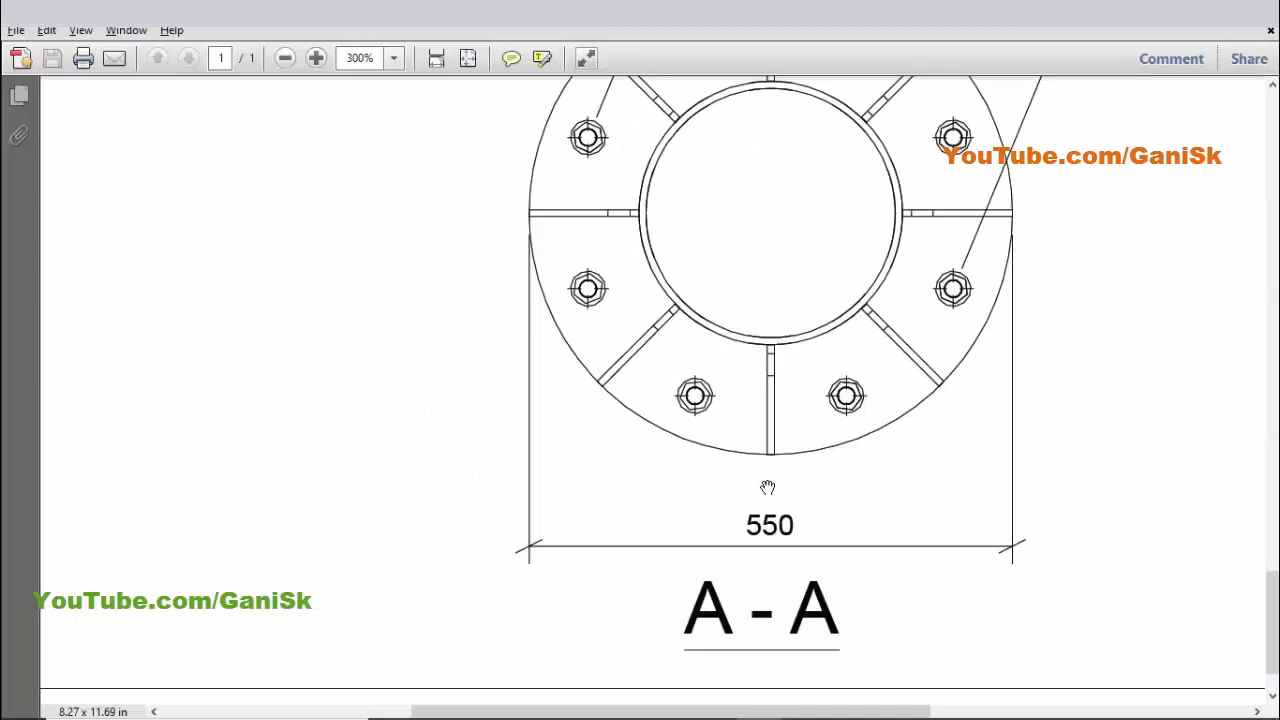 File Edit View Window Help
1 / 1 300% Comment Share
YouTube.com/GaniSk
550
A - A
YouTube.com/GaniSk
8.27 x 11.69 in